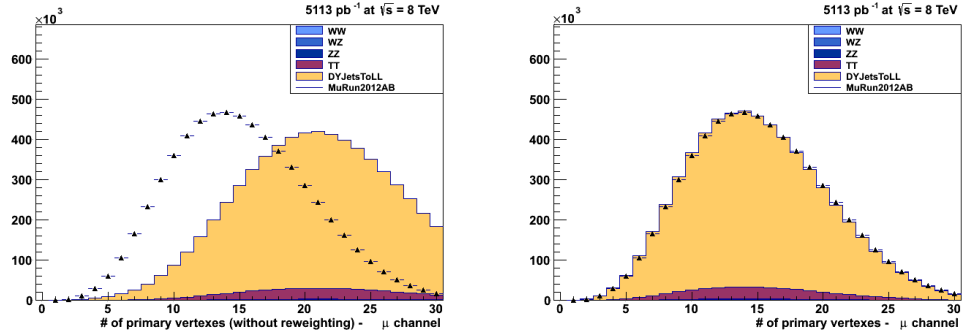 5113 pb⁻¹ at √s = 8 TeV
×10³
WW
WZ
ZZ
TT
DYJetsToLL
MuRun2012AB
600
500
400
300
200
100
0
0 5 10 15 20 25 30
# of primary vertexes (without reweighting) - μ channel
5113 pb⁻¹ at √s = 8 TeV
×10³
WW
WZ
ZZ
TT
DYJetsToLL
MuRun2012AB
600
500
400
300
200
100
0
0 5 10 15 20 25 30
# of primary vertexes - μ channel